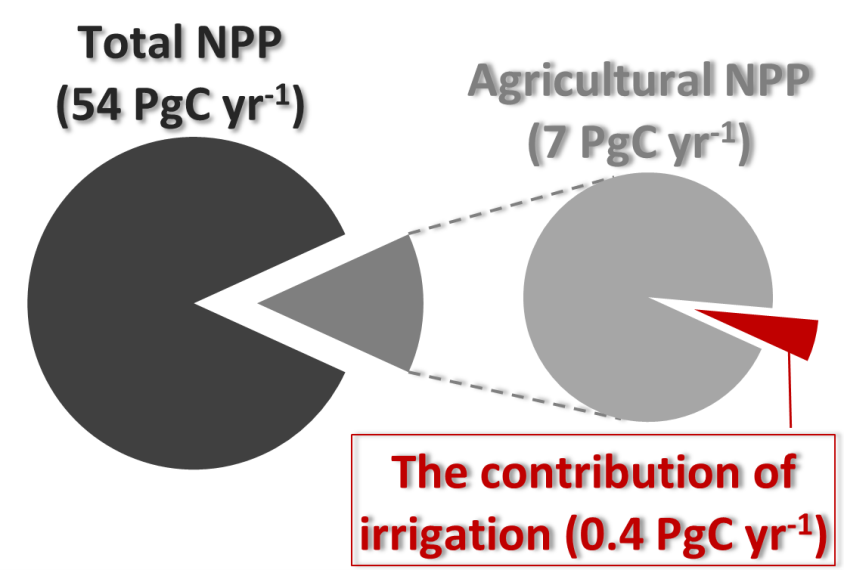 Total NPP
(54 PgC yr⁻¹)
Agricultural NPP
(7 PgC yr⁻¹)
The contribution of
irrigation (0.4 PgC yr⁻¹)